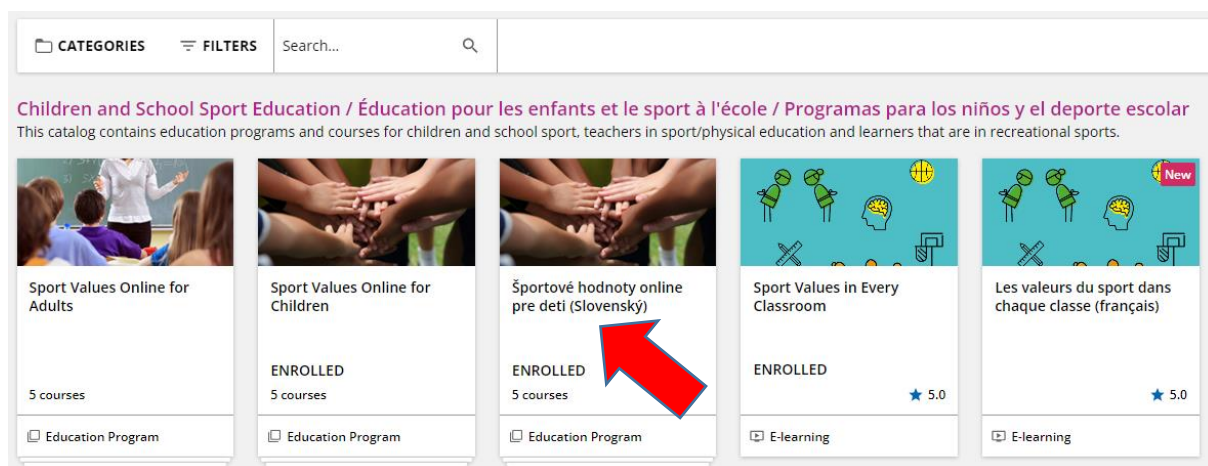 CATEGORIES FILTERS Search...
Children and School Sport Education / Éducation pour les enfants et le sport à l'école / Programas para los niños y el deporte escolar
This catalog contains education programs and courses for children and school sport, teachers in sport/physical education and learners that are in recreational sports.
New
Sport Values Online for
Adults
5 courses
Education Program
Sport Values Online for
Children
ENROLLED
5 courses
Education Program
Športové hodnoty online
pre deti (Slovenský)
ENROLLED
5 courses
Education Program
Sport Values in Every
Classroom
ENROLLED
5.0
E-learning
Les valeurs du sport dans
chaque classe (français)
5.0
E-learning